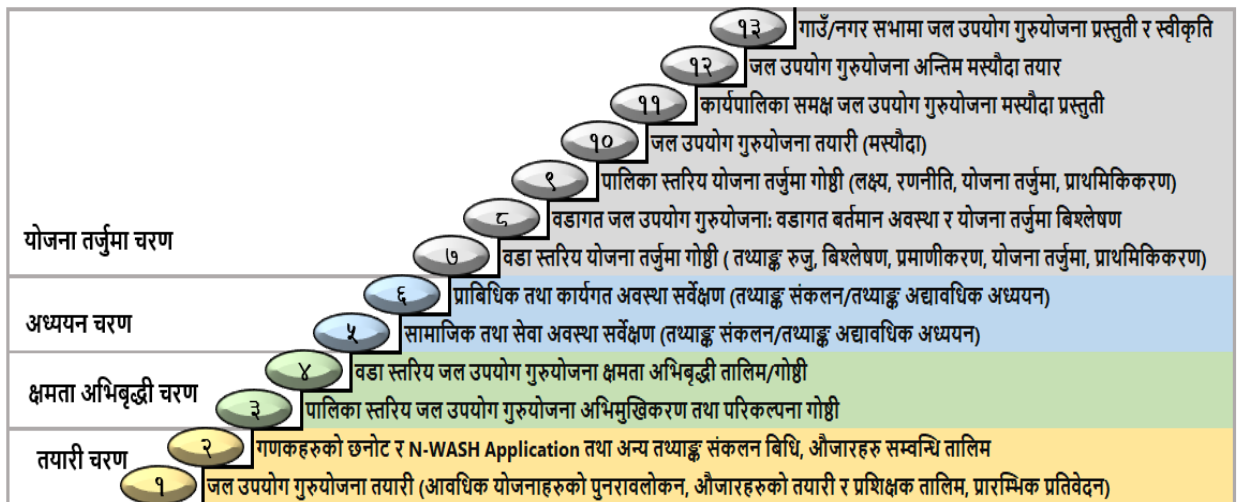 १३ गाउँ/नगर सभामा जल उपयोग गुरुयोजना प्रस्तुती र स्वीकृति
१२ जल उपयोग गुरुयोजना अन्तिम मस्यौदा तयार
११ कार्यपालिका समक्ष जल उपयोग गुरुयोजना मस्यौदा प्रस्तुती
१० जल उपयोग गुरुयोजना तयारी (मस्यौदा)
९ पालिका स्तरिय योजना तर्जुमा गोष्ठी (लक्ष्य, रणनीति, योजना तर्जुमा, प्राथमिकिकरण)
८ वडागत जल उपयोग गुरुयोजना: वडागत बर्तमान अवस्था र योजना तर्जुमा बिश्लेषण
योजना तर्जुमा चरण
७ वडा स्तरिय योजना तर्जुमा गोष्ठी ( तथ्याङ्क रुजु, बिश्लेषण, प्रमाणीकरण, योजना तर्जुमा, प्राथमिकिकरण)
६ प्राबिधिक तथा कार्यगत अवस्था सर्वेक्षण (तथ्याङ्क संकलन/तथ्याङ्क अद्यावधिक अध्ययन)
अध्ययन चरण
५ सामाजिक तथा सेवा अवस्था सर्वेक्षण (तथ्याङ्क संकलन/तथ्याङ्क अद्यावधिक अध्ययन)
४ वडा स्तरिय जल उपयोग गुरुयोजना क्षमता अभिबृद्धी तालिम/गोष्ठी
क्षमता अभिबृद्धी चरण
३ पालिका स्तरिय जल उपयोग गुरुयोजना अभिमुखिकरण तथा परिकल्पना गोष्ठी
२ गणकहरुको छनोट र N-WASH Application तथा अन्य तथ्याङ्क संकलन बिधि, औजारहरु सम्वन्धि तालिम
तयारी चरण
१ जल उपयोग गुरुयोजना तयारी (आवधिक योजनाहरुको पुनरावलोकन, औजारहरुको तयारी र प्रशिक्षक तालिम, प्रारम्भिक प्रतिवेदन)